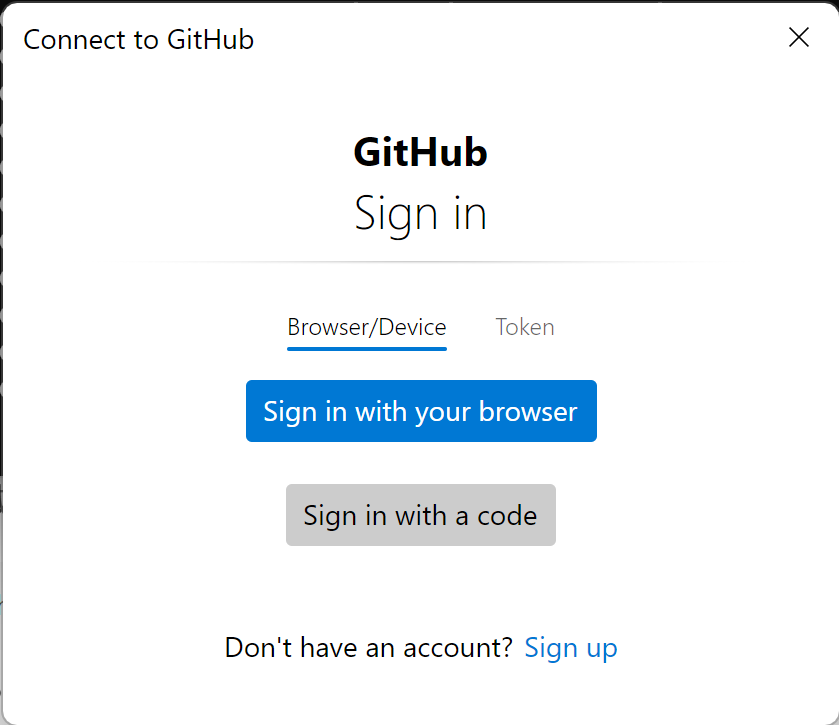 Connect to GitHub
GitHub
Sign in
Browser/Device Token
Sign in with your browser
Sign in with a code
Don't have an account? Sign up